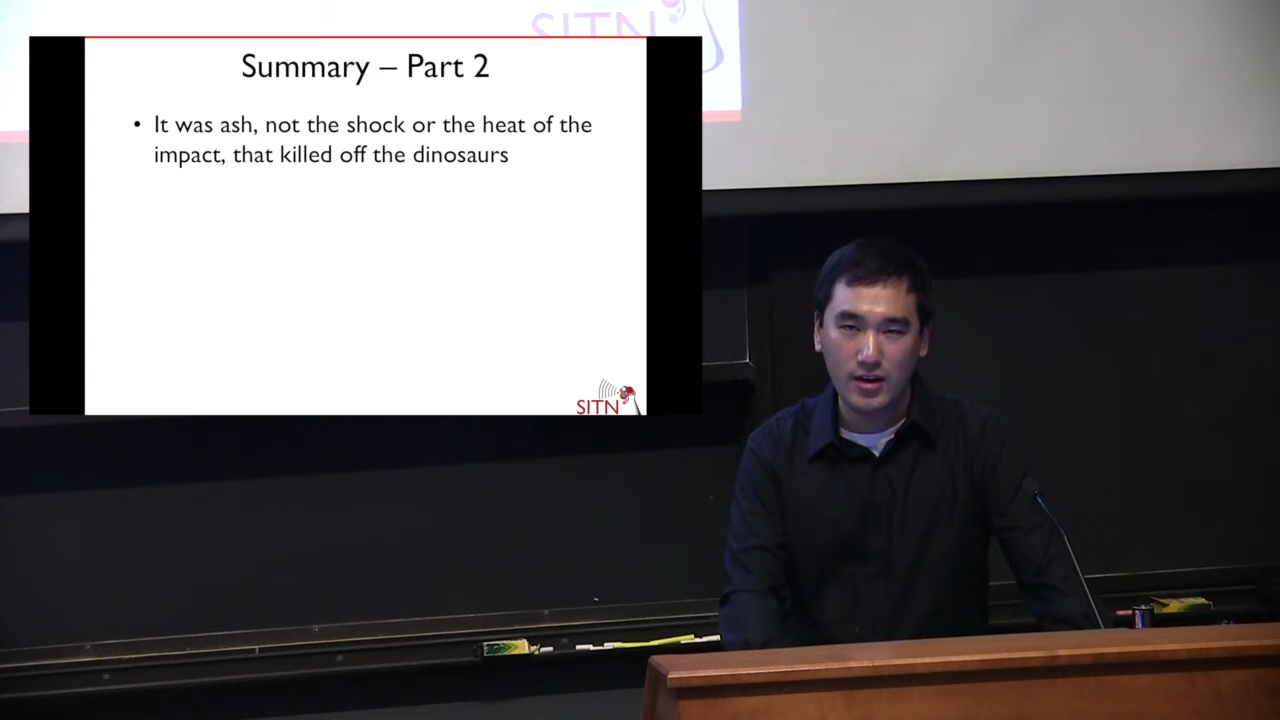 SITN
Summary – Part 2
• It was ash, not the shock or the heat of the
impact, that killed off the dinosaurs
SITN